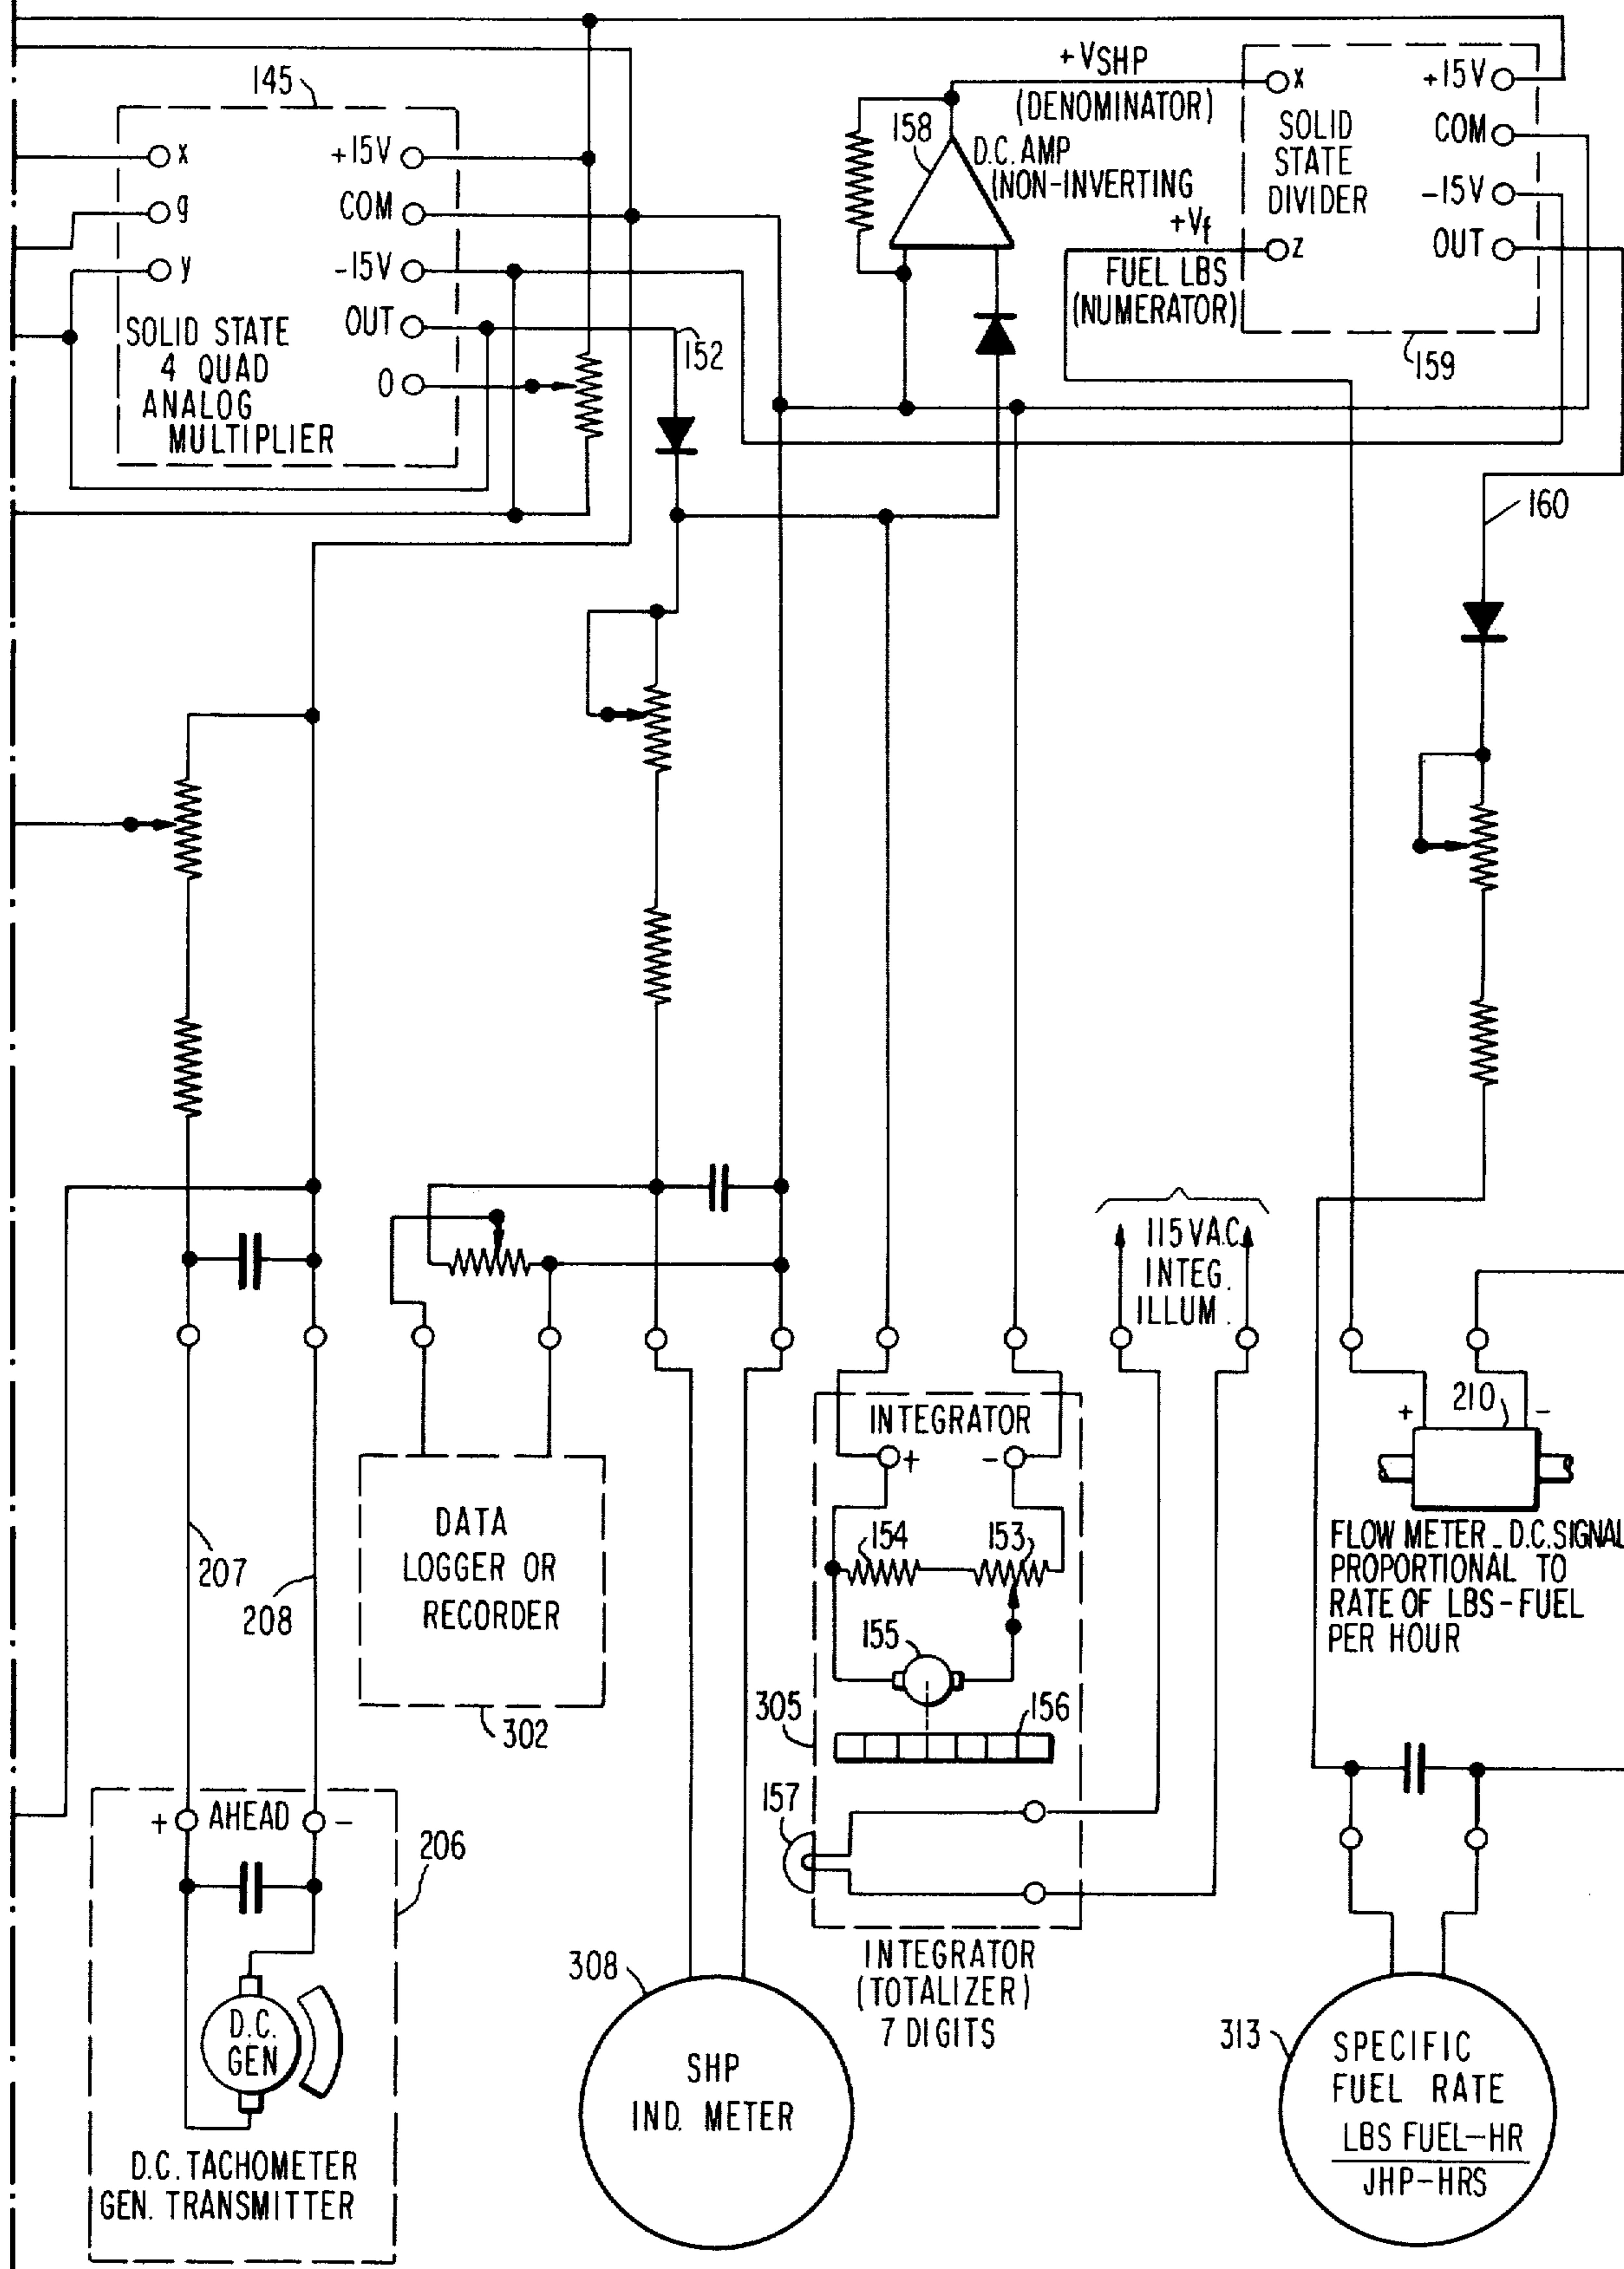 145
x
g
y
+15V
COM
-15V
OUT
0
SOLID STATE
4 QUAD
ANALOG
MULTIPLIER
152
+VSHP
(DENOMINATOR)
158
D.C. AMP
(NON-INVERTING
+Vf
FUEL LBS
(NUMERATOR)
x
z
SOLID
STATE
DIVIDER
+15V
COM
-15V
OUT
159
160
115 V.A.C.
INTEG.
ILLUM.
207
208
DATA
LOGGER OR
RECORDER
302
INTEGRATOR
+
-
154
153
155
156
305
157
INTEGRATOR
(TOTALIZER)
7 DIGITS
210
+
-
FLOW METER - D.C. SIGNAL
PROPORTIONAL TO
RATE OF LBS-FUEL
PER HOUR
+
AHEAD
-
206
D.C.
GEN
D.C. TACHOMETER
GEN. TRANSMITTER
308
SHP
IND. METER
313
SPECIFIC
FUEL RATE
LBS FUEL-HR
JHP-HRS